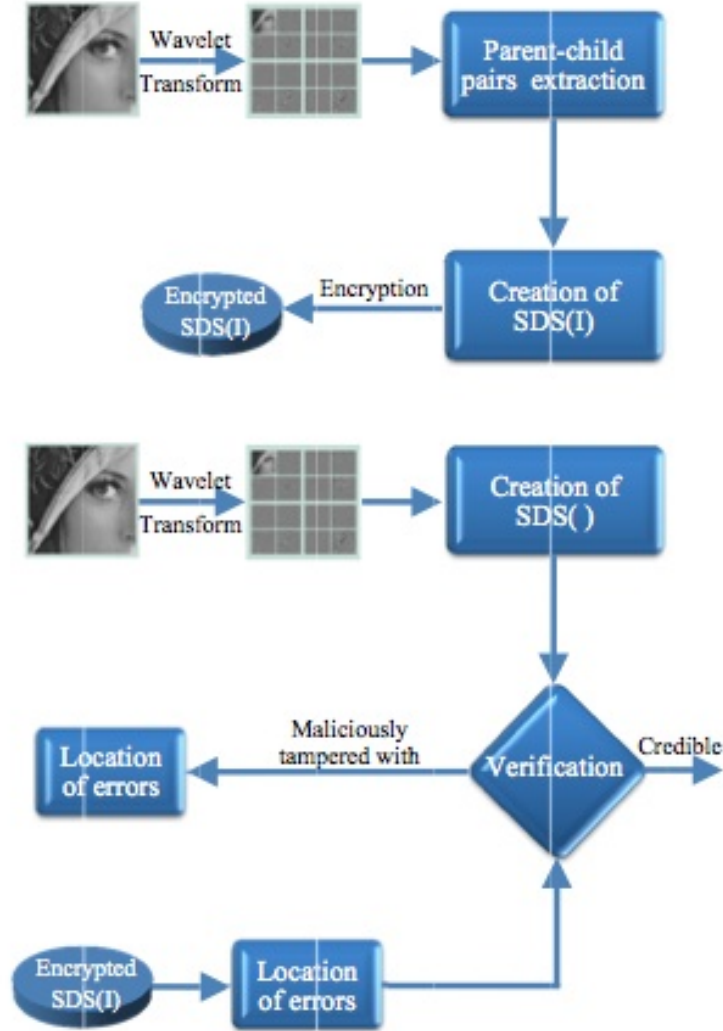 Wavelet
Transform
Parent-child
pairs extraction
Encrypted
SDS(I)
Encryption
Creation of
SDS(I)
Wavelet
Transform
Creation of
SDS( )
Location
of errors
Maliciously
tampered with
Verification
Credible
Encrypted
SDS(I)
Location
of errors